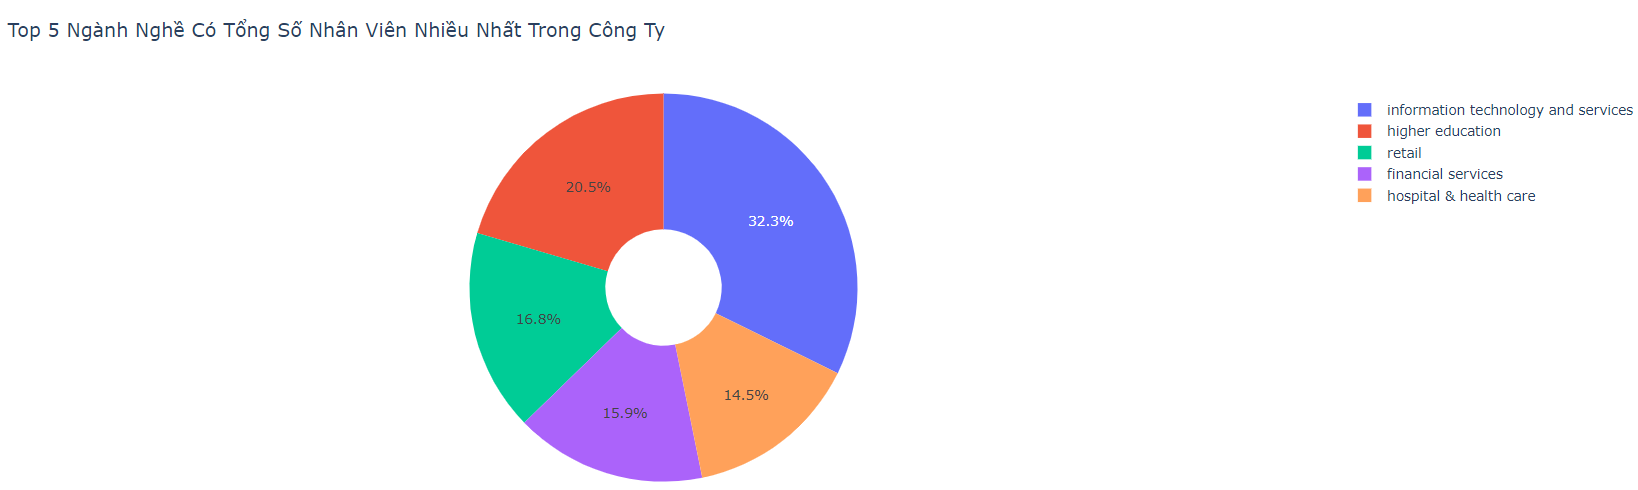 Top 5 Ngành Nghề Có Tổng Số Nhân Viên Nhiều Nhất Trong Công Ty
32.3%
20.5%
16.8%
15.9%
14.5%
information technology and services
higher education
retail
financial services
hospital & health care